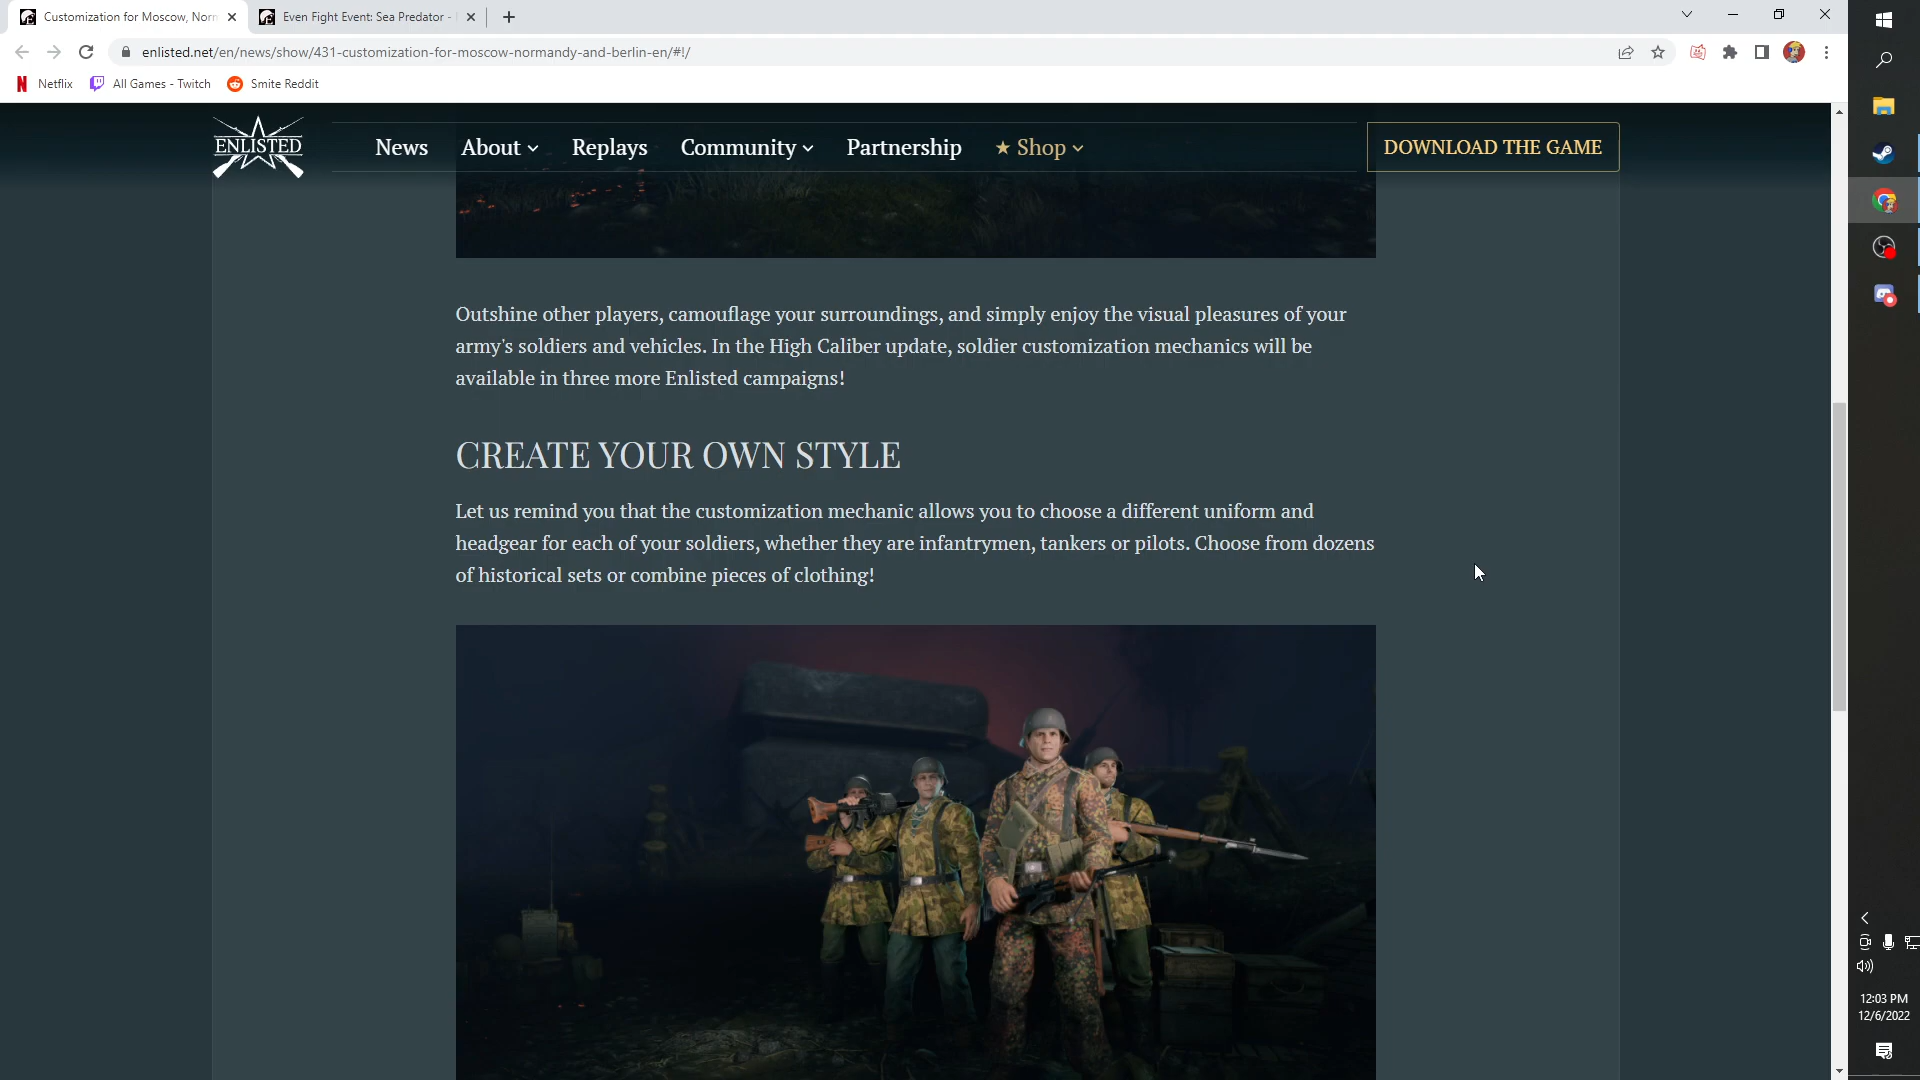 Customization for Moscow, Norm
Even Fight Event: Sea Predator -
enlisted.net/en/news/show/431-customization-for-moscow-normandy-and-berlin-en/#!/
N Netflix
All Games - Twitch
Smite Reddit
ENLISTED
News
About
Replays
Community
Partnership
★ Shop
DOWNLOAD THE GAME
Outshine other players, camouflage your surroundings, and simply enjoy the visual pleasures of your
army's soldiers and vehicles. In the High Caliber update, soldier customization mechanics will be
available in three more Enlisted campaigns!
CREATE YOUR OWN STYLE
Let us remind you that the customization mechanic allows you to choose a different uniform and
headgear for each of your soldiers, whether they are infantrymen, tankers or pilots. Choose from dozens
of historical sets or combine pieces of clothing!
12:03 PM
12/6/2022